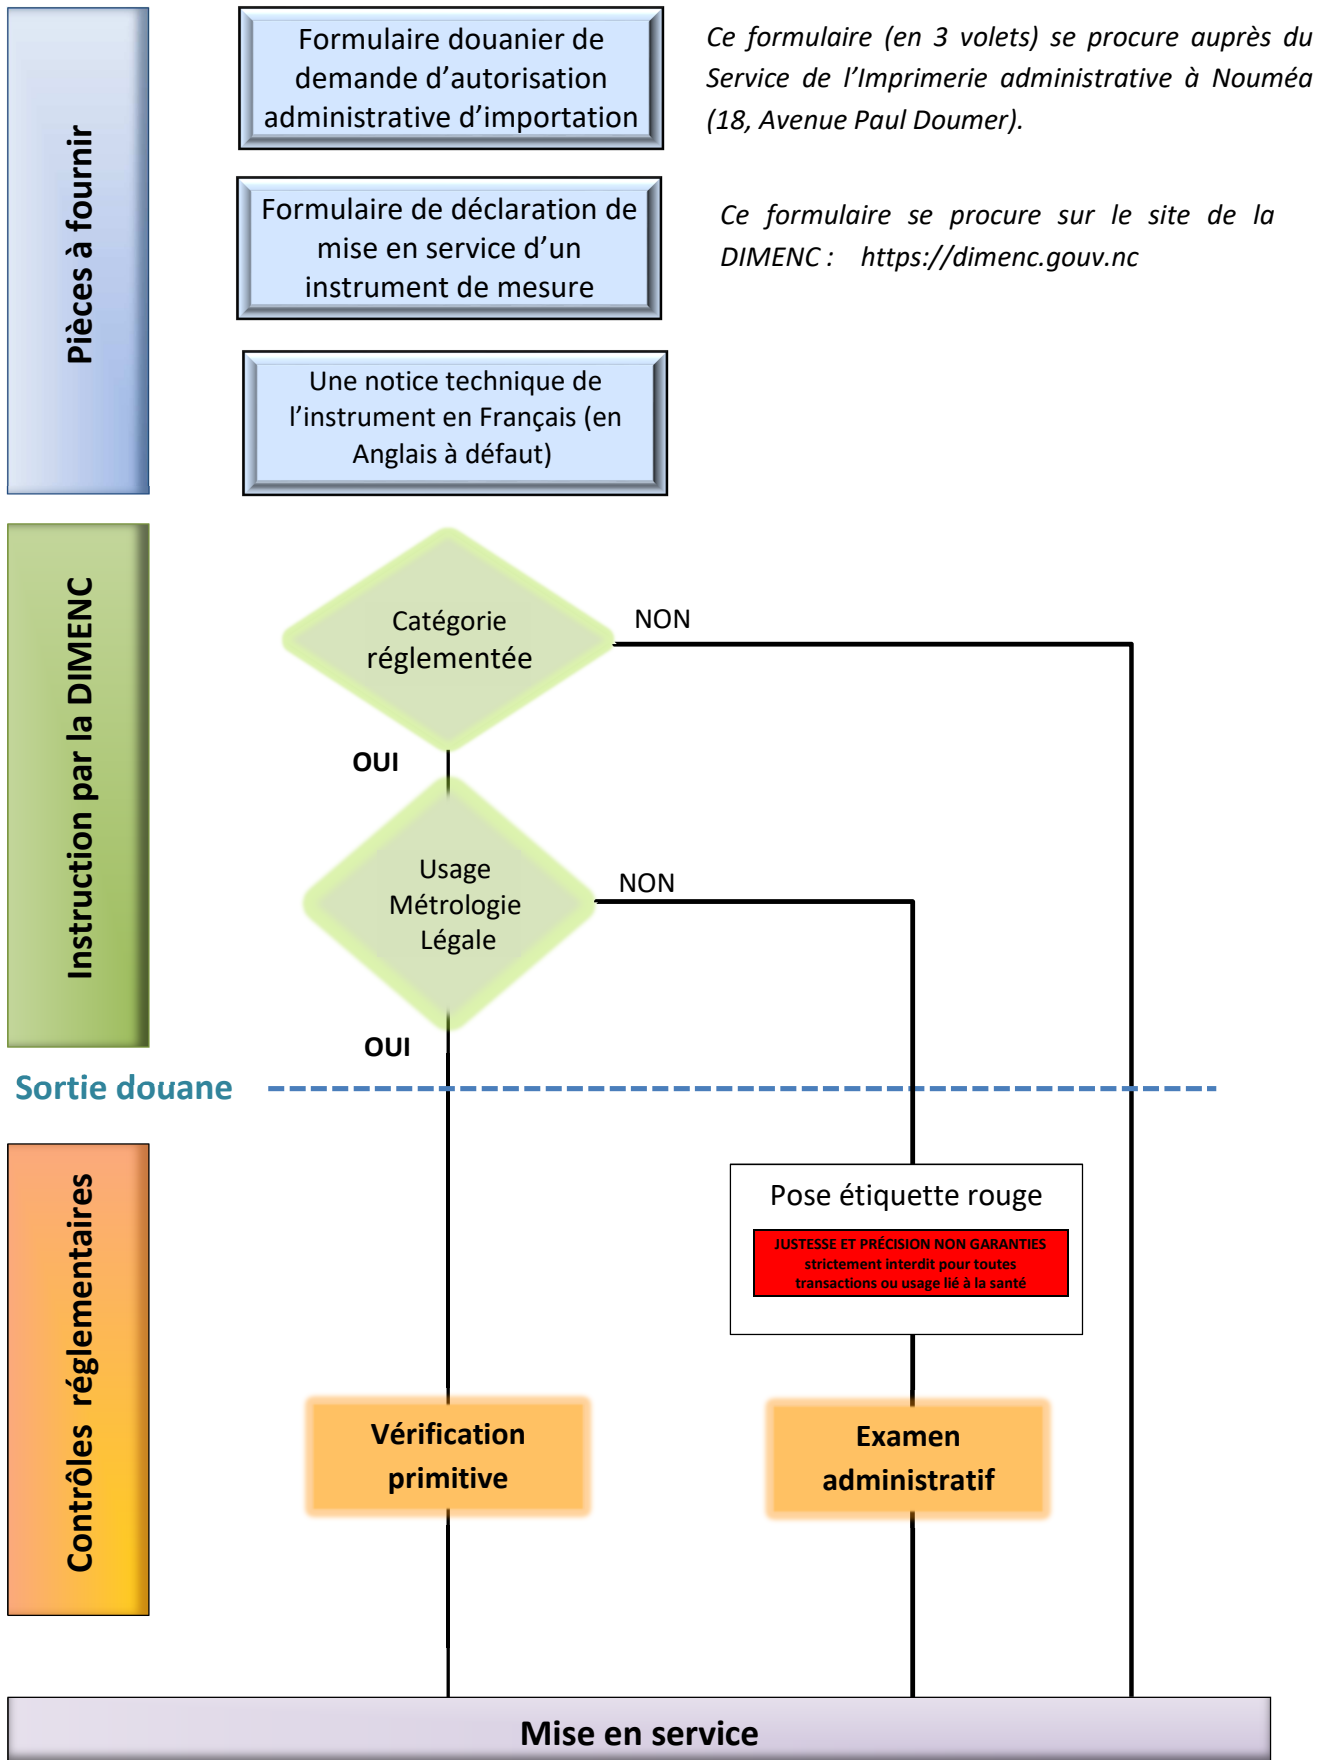 Pièces à fournir
Formulaire douanier de
demande d’autorisation
administrative d’importation
Ce formulaire (en 3 volets) se procure auprès du
Service de l’Imprimerie administrative à Nouméa
(18, Avenue Paul Doumer).
Formulaire de déclaration de
mise en service d’un
instrument de mesure
Ce formulaire se procure sur le site de la
DIMENC : https://dimenc.gouv.nc
Une notice technique de
l’instrument en Français (en
Anglais à défaut)
Instruction par la DIMENC
Catégorie
réglementée
NON
OUI
Usage
Métrologie
Légale
NON
OUI
Sortie douane
Contrôles réglementaires
Pose étiquette rouge
JUSTESSE ET PRÉCISION NON GARANTIES
strictement interdit pour toutes
transactions ou usage lié à la santé
Vérification
primitive
Examen
administratif
Mise en service